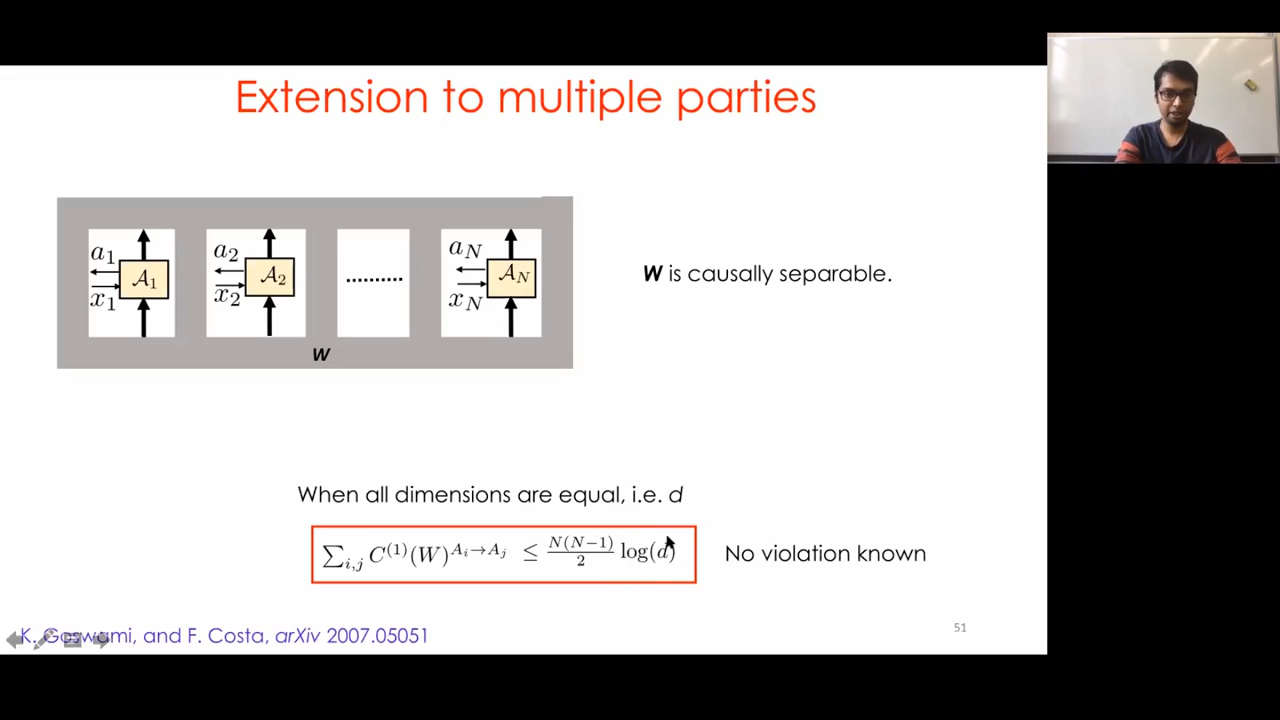 Extension to multiple parties
a₁ x₁ 𝒜₁ a₂ x₂ 𝒜₂ .......... a_N x_N 𝒜_N
W
W is causally separable.
When all dimensions are equal, i.e. d
∑_{i,j} C^{(1)}(W)^{A_i→A_j} ≤ N(N−1)/2 log(d)
No violation known
K. Goswami, and F. Costa, arXiv 2007.05051
51